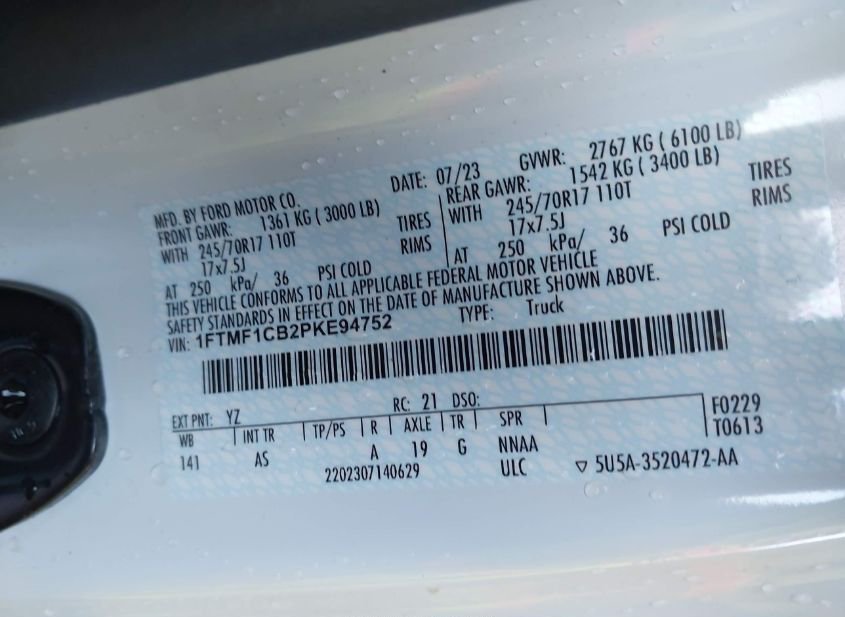 MFD. BY FORD MOTOR CO.
DATE: 07/23 GVWR: 2767 KG ( 6100 LB)
FRONT GAWR: 1361 KG ( 3000 LB) REAR GAWR: 1542 KG ( 3400 LB)
WITH 245/70R17 110T TIRES WITH 245/70R17 110T TIRES
17x7.5J RIMS 17x7.5J RIMS
AT 250 kPa/ 36 PSI COLD AT 250 kPa/ 36 PSI COLD
THIS VEHICLE CONFORMS TO ALL APPLICABLE FEDERAL MOTOR VEHICLE
SAFETY STANDARDS IN EFFECT ON THE DATE OF MANUFACTURE SHOWN ABOVE.
VIN: 1FTMF1CB2PKE94752 TYPE: Truck
EXT PNT: YZ RC: 21 DSO:
WB INT TR TP/PS R AXLE TR SPR F0229
T0613
141 AS A 19 G NNAA
2202307140629 ULC ▽ 5U5A-3520472-AA